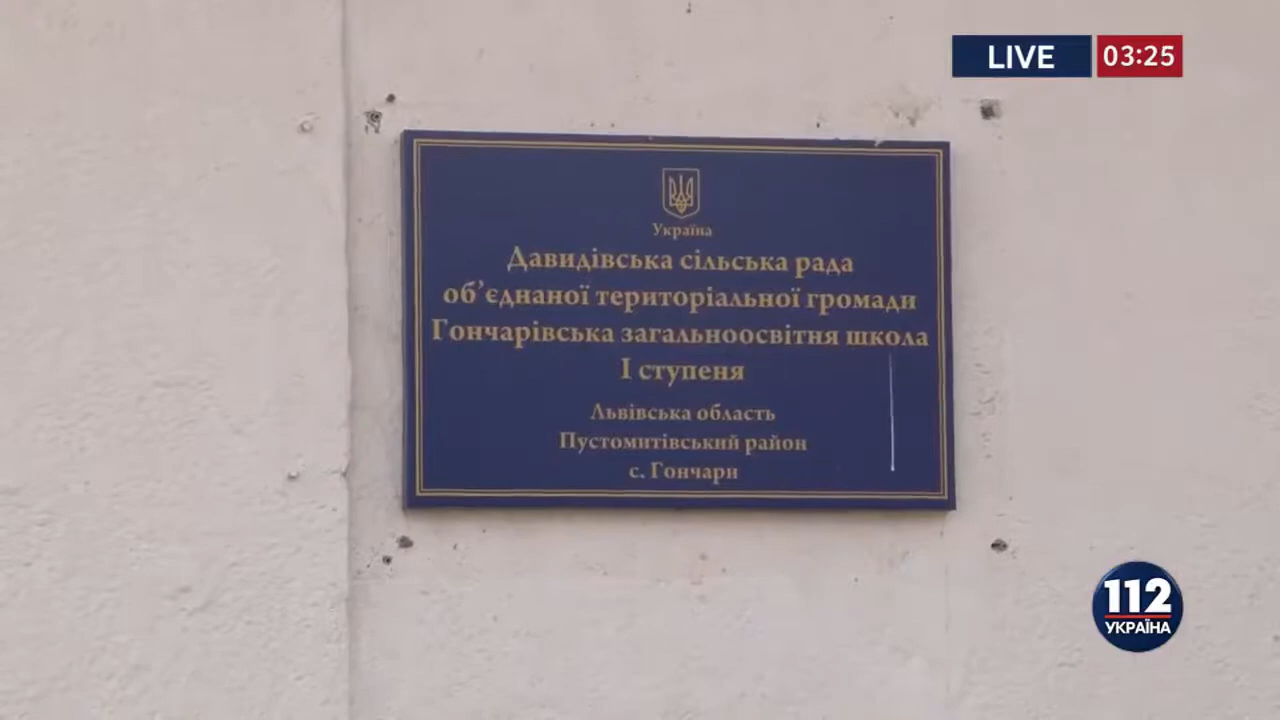 LIVE 03:25
Україна
Давидівська сільська рада
об’єднаної територіальної громади
Гончарівська загальноосвітня школа
І ступеня
Львівська область
Пустомитівський район
с. Гончари
112
УКРАЇНА